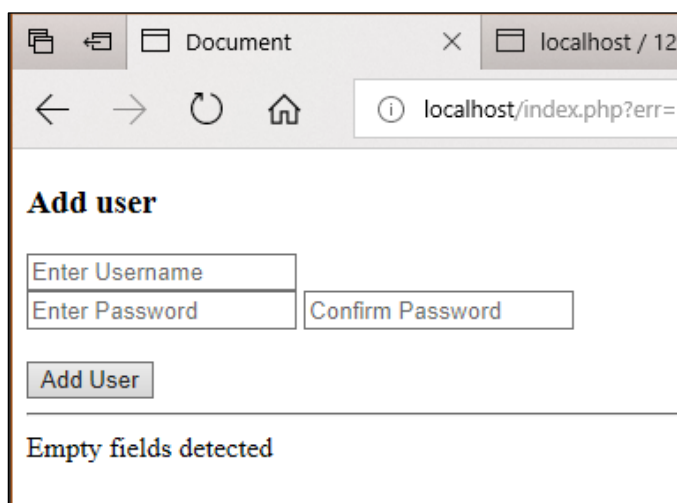 Document
localhost / 12
localhost/index.php?err=
Add user
Enter Username
Enter Password Confirm Password
Add User
Empty fields detected